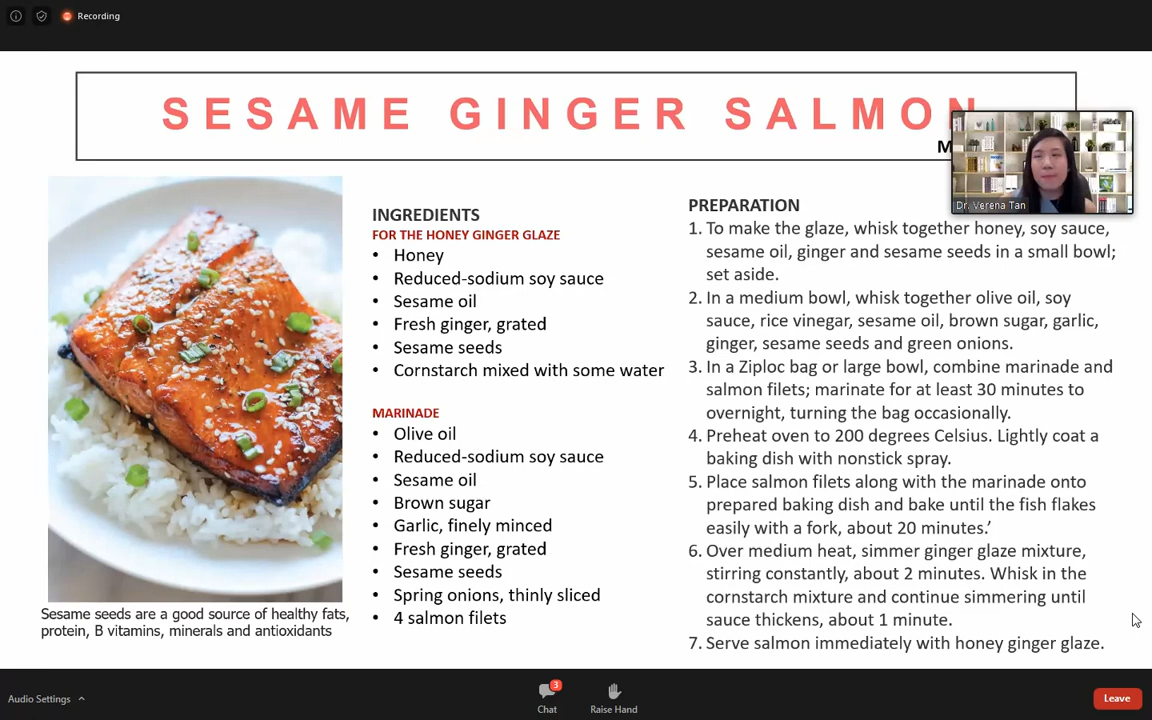 Recording
SESAME GINGER SALMON
M
Dr. Verena Tan
INGREDIENTS
FOR THE HONEY GINGER GLAZE
• Honey
• Reduced-sodium soy sauce
• Sesame oil
• Fresh ginger, grated
• Sesame seeds
• Cornstarch mixed with some water
MARINADE
• Olive oil
• Reduced-sodium soy sauce
• Sesame oil
• Brown sugar
• Garlic, finely minced
• Fresh ginger, grated
• Sesame seeds
• Spring onions, thinly sliced
• 4 salmon filets
PREPARATION
1. To make the glaze, whisk together honey, soy sauce,
sesame oil, ginger and sesame seeds in a small bowl;
set aside.
2. In a medium bowl, whisk together olive oil, soy
sauce, rice vinegar, sesame oil, brown sugar, garlic,
ginger, sesame seeds and green onions.
3. In a Ziploc bag or large bowl, combine marinade and
salmon filets; marinate for at least 30 minutes to
overnight, turning the bag occasionally.
4. Preheat oven to 200 degrees Celsius. Lightly coat a
baking dish with nonstick spray.
5. Place salmon filets along with the marinade onto
prepared baking dish and bake until the fish flakes
easily with a fork, about 20 minutes.’
6. Over medium heat, simmer ginger glaze mixture,
stirring constantly, about 2 minutes. Whisk in the
cornstarch mixture and continue simmering until
sauce thickens, about 1 minute.
7. Serve salmon immediately with honey ginger glaze.
Sesame seeds are a good source of healthy fats,
protein, B vitamins, minerals and antioxidants
Audio Settings
3
Chat
Raise Hand
Leave